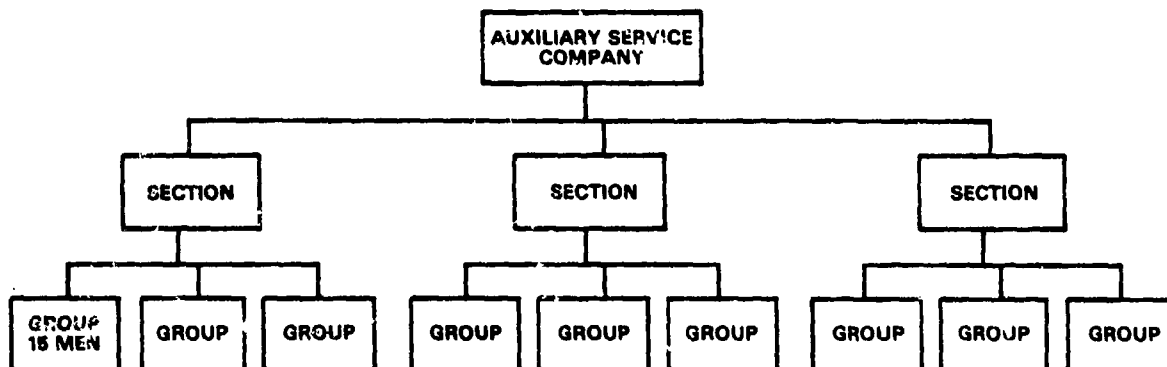 AUXILIARY SERVICE
COMPANY
SECTION SECTION SECTION
GROUP
15 MEN
GROUP GROUP GROUP GROUP GROUP GROUP GROUP GROUP